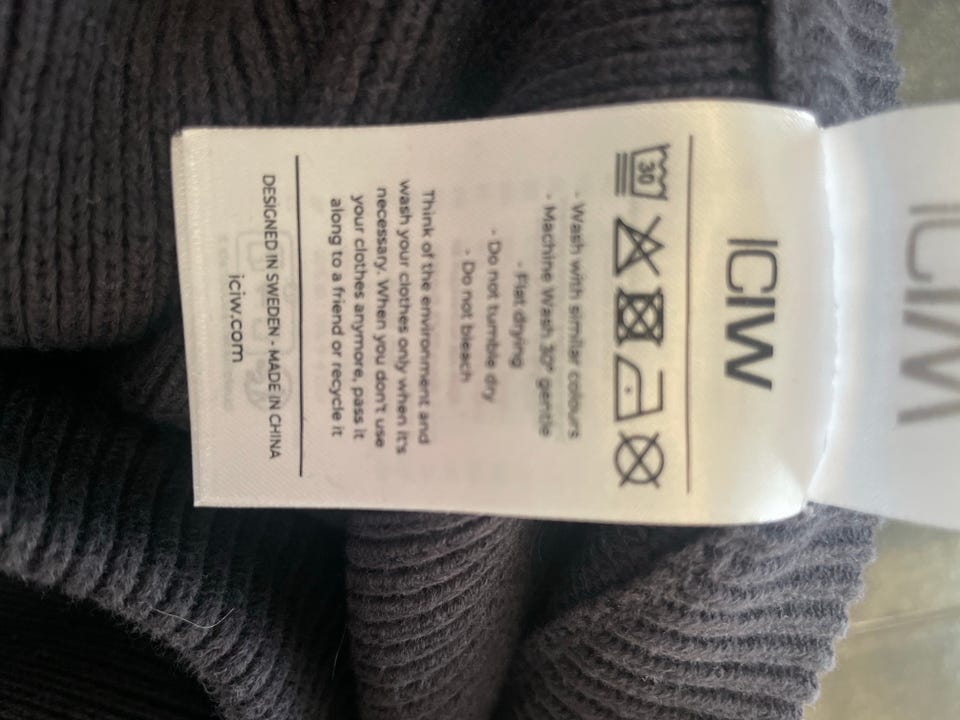 ICIW
30
- Wash with similar colours
- Machine Wash 30° gentle
- Flat drying
- Do not tumble dry
- Do not bleach
Think of the environment and
wash your clothes only when it's
necessary. When you don't use
your clothes anymore, pass it
along to a friend or recycle it
DESIGNED IN SWEDEN - MADE IN CHINA
iciw.com
ICIW